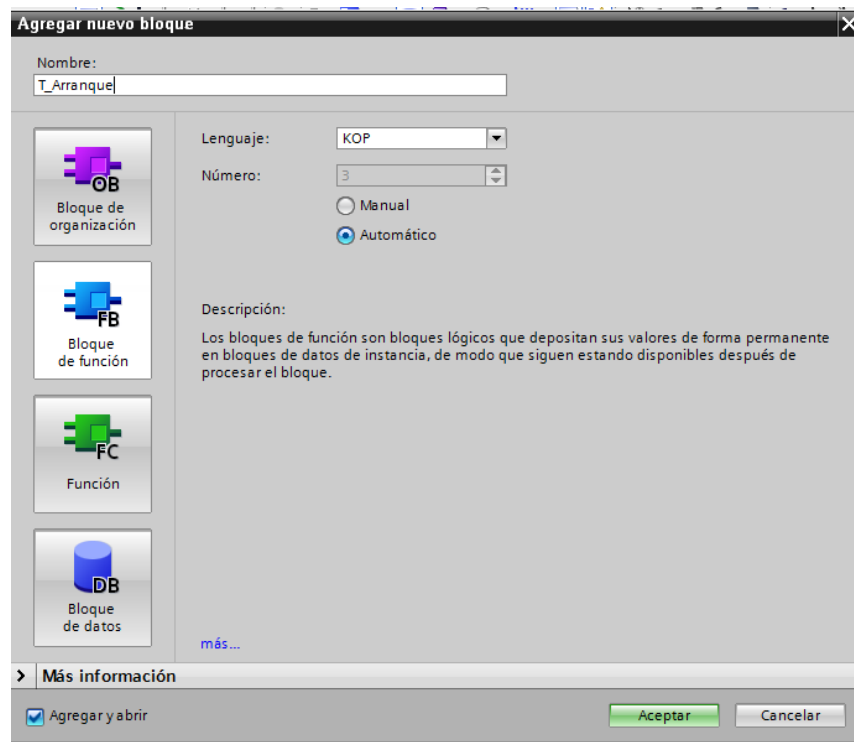 Agregar nuevo bloque
Nombre:
T_Arranque
OB
Bloque de
organización
FB
Bloque
de función
FC
Función
DB
Bloque
de datos
Lenguaje:
KOP
Número:
3
Manual
Automático
Descripción:
Los bloques de función son bloques lógicos que depositan sus valores de forma permanente
en bloques de datos de instancia, de modo que siguen estando disponibles después de
procesar el bloque.
más...
Más información
Agregar y abrir
Aceptar
Cancelar